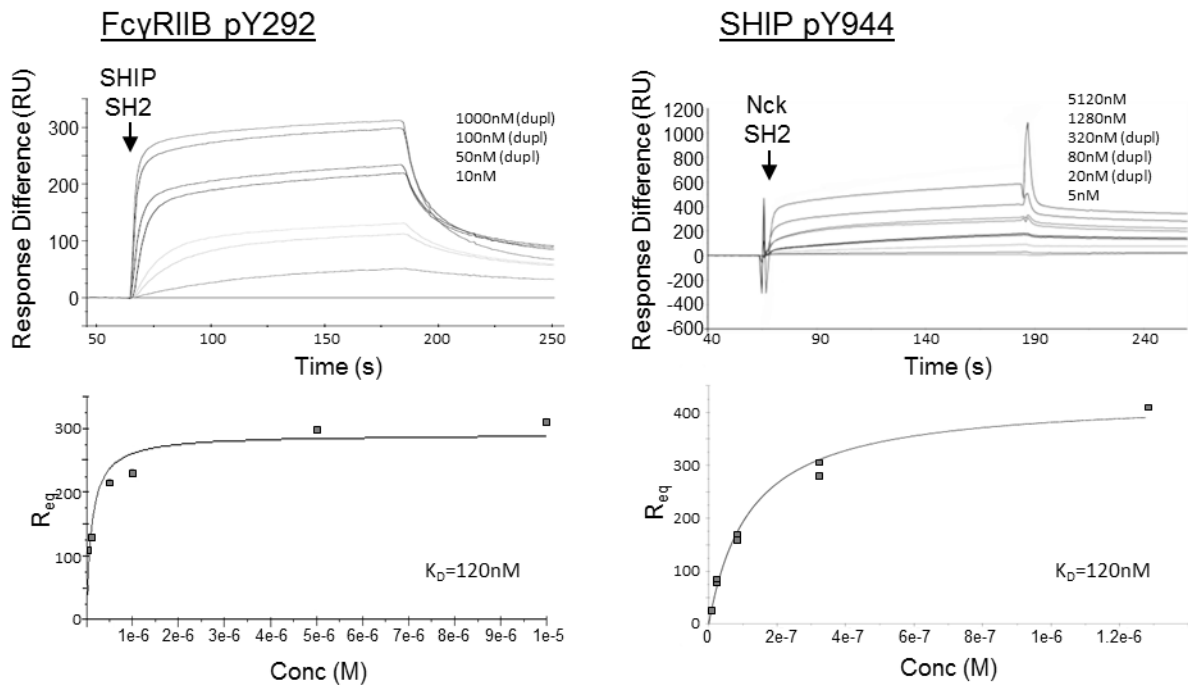 FcγRIIB pY292
SHIP
SH2
Response Difference (RU)
300
200
100
0
1000nM (dupl)
100nM (dupl)
50nM (dupl)
10nM
50
100
150
200
250
Time (s)
SHIP pY944
Nck
SH2
Response Difference (RU)
1200
1000
800
600
400
200
0
-200
-400
-600
5120nM
1280nM
320nM (dupl)
80nM (dupl)
20nM (dupl)
5nM
40
90
140
190
240
Time (s)
Req
300
200
100
0
KD=120nM
1e-6
2e-6
3e-6
4e-6
5e-6
6e-6
7e-6
8e-6
9e-6
1e-5
Conc (M)
Req
400
300
200
100
0
KD=120nM
0
2e-7
4e-7
6e-7
8e-7
1e-6
1.2e-6
Conc (M)